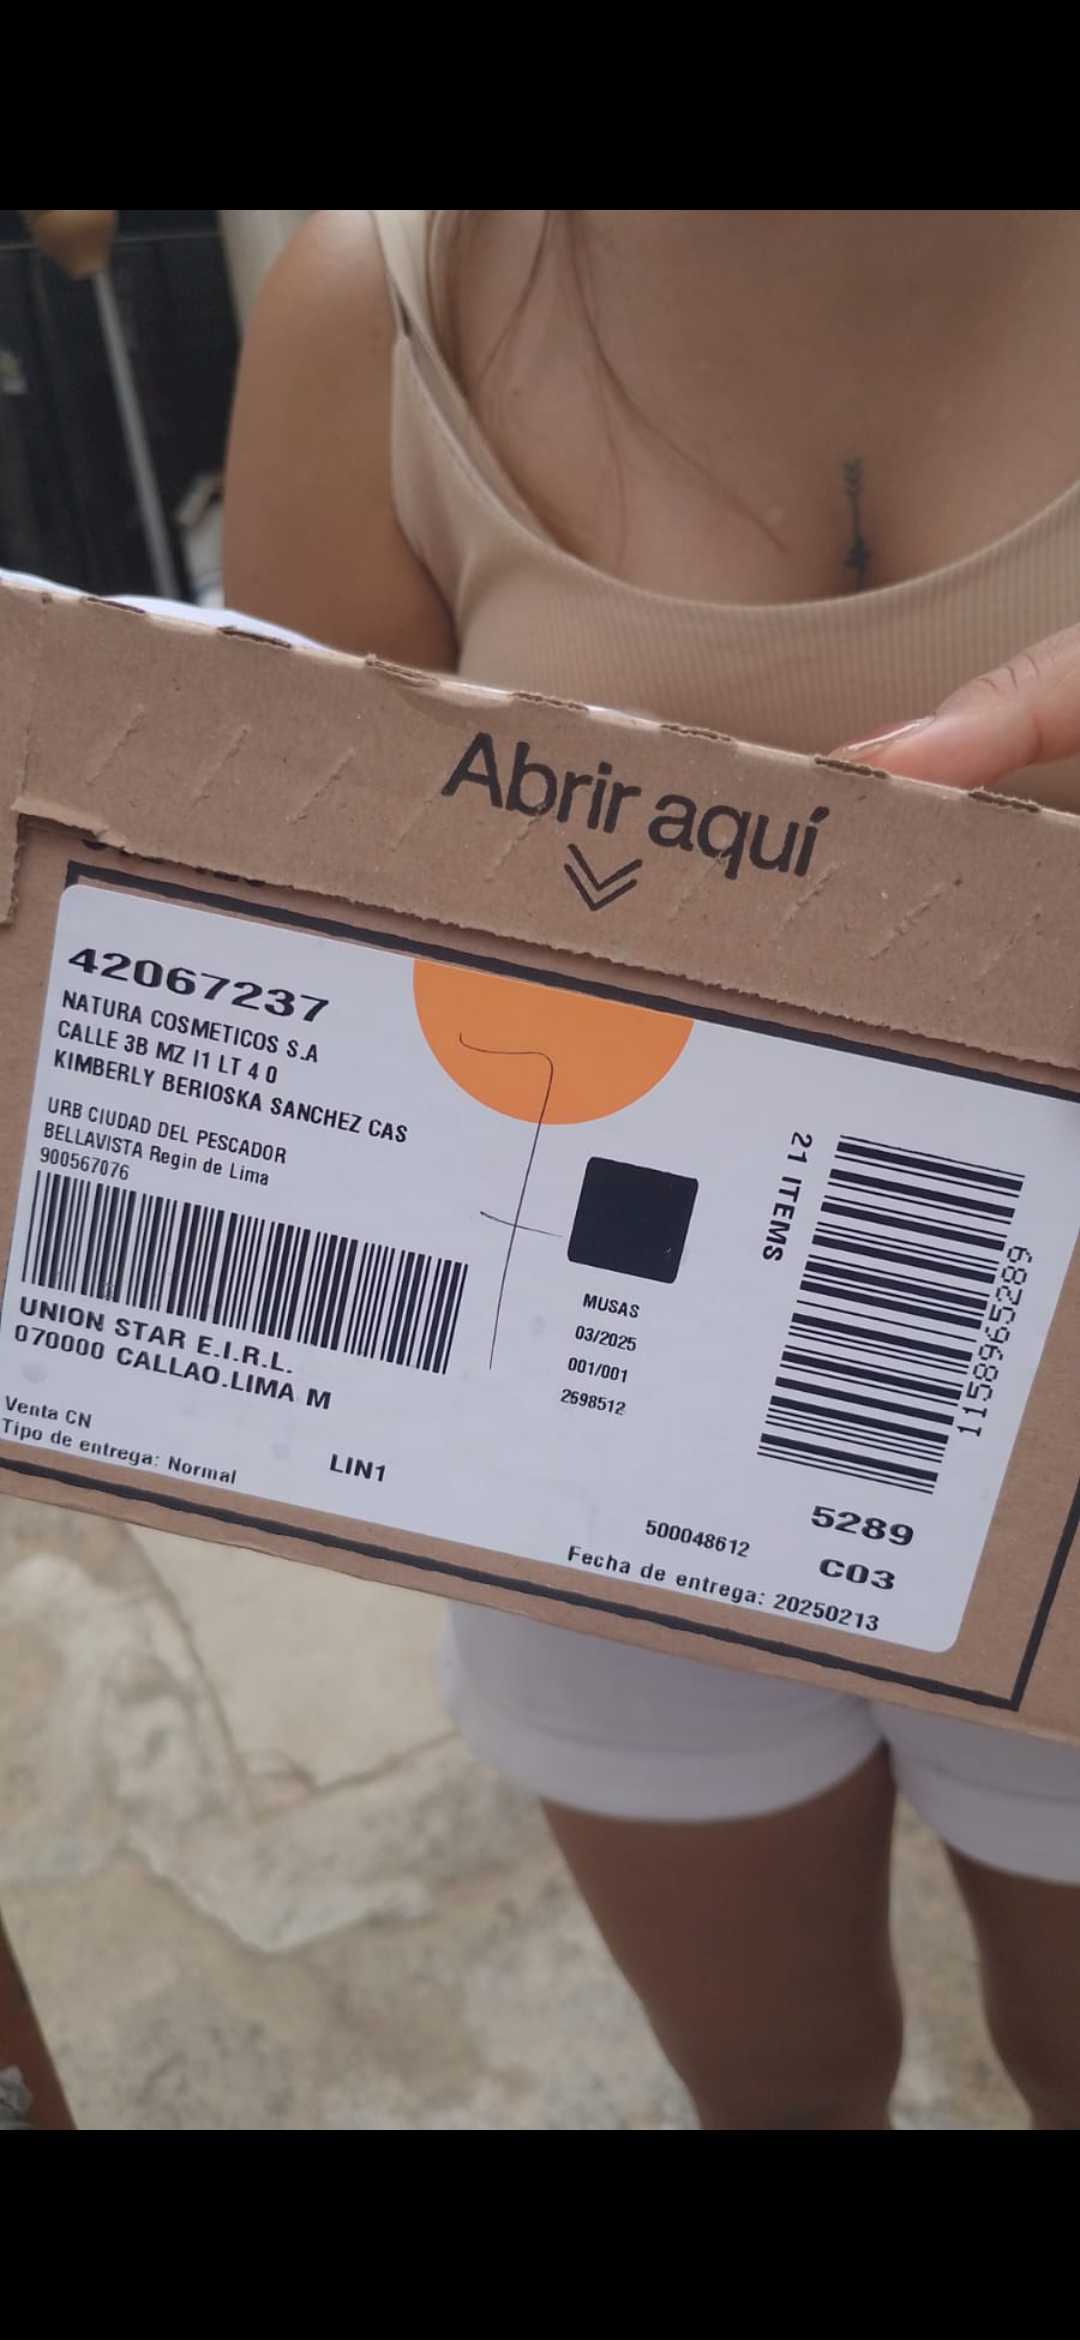 Abrir aquí
42067237
NATURA COSMETICOS S.A
CALLE 3B MZ I1 LT 4 0
KIMBERLY BERIOSKA SANCHEZ CAS
URB CIUDAD DEL PESCADOR
BELLAVISTA Regin de Lima
900567076
UNION STAR E.I.R.L.
070000 CALLAO.LIMA M
Venta CN
Tipo de entrega: Normal
LIN1
MUSAS
03/2025
001/001
2698512
21 ITEMS
1158965289
5289
C03
500048612
Fecha de entrega: 20250213